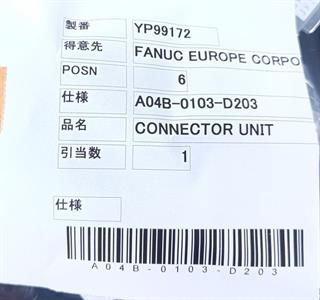 製番 YP99172
得意先 FANUC EUROPE CORPO
POSN 6
仕様 A04B-0103-D203
品名 CONNECTOR UNIT
引当数 1
仕様
A04B-0103-D203